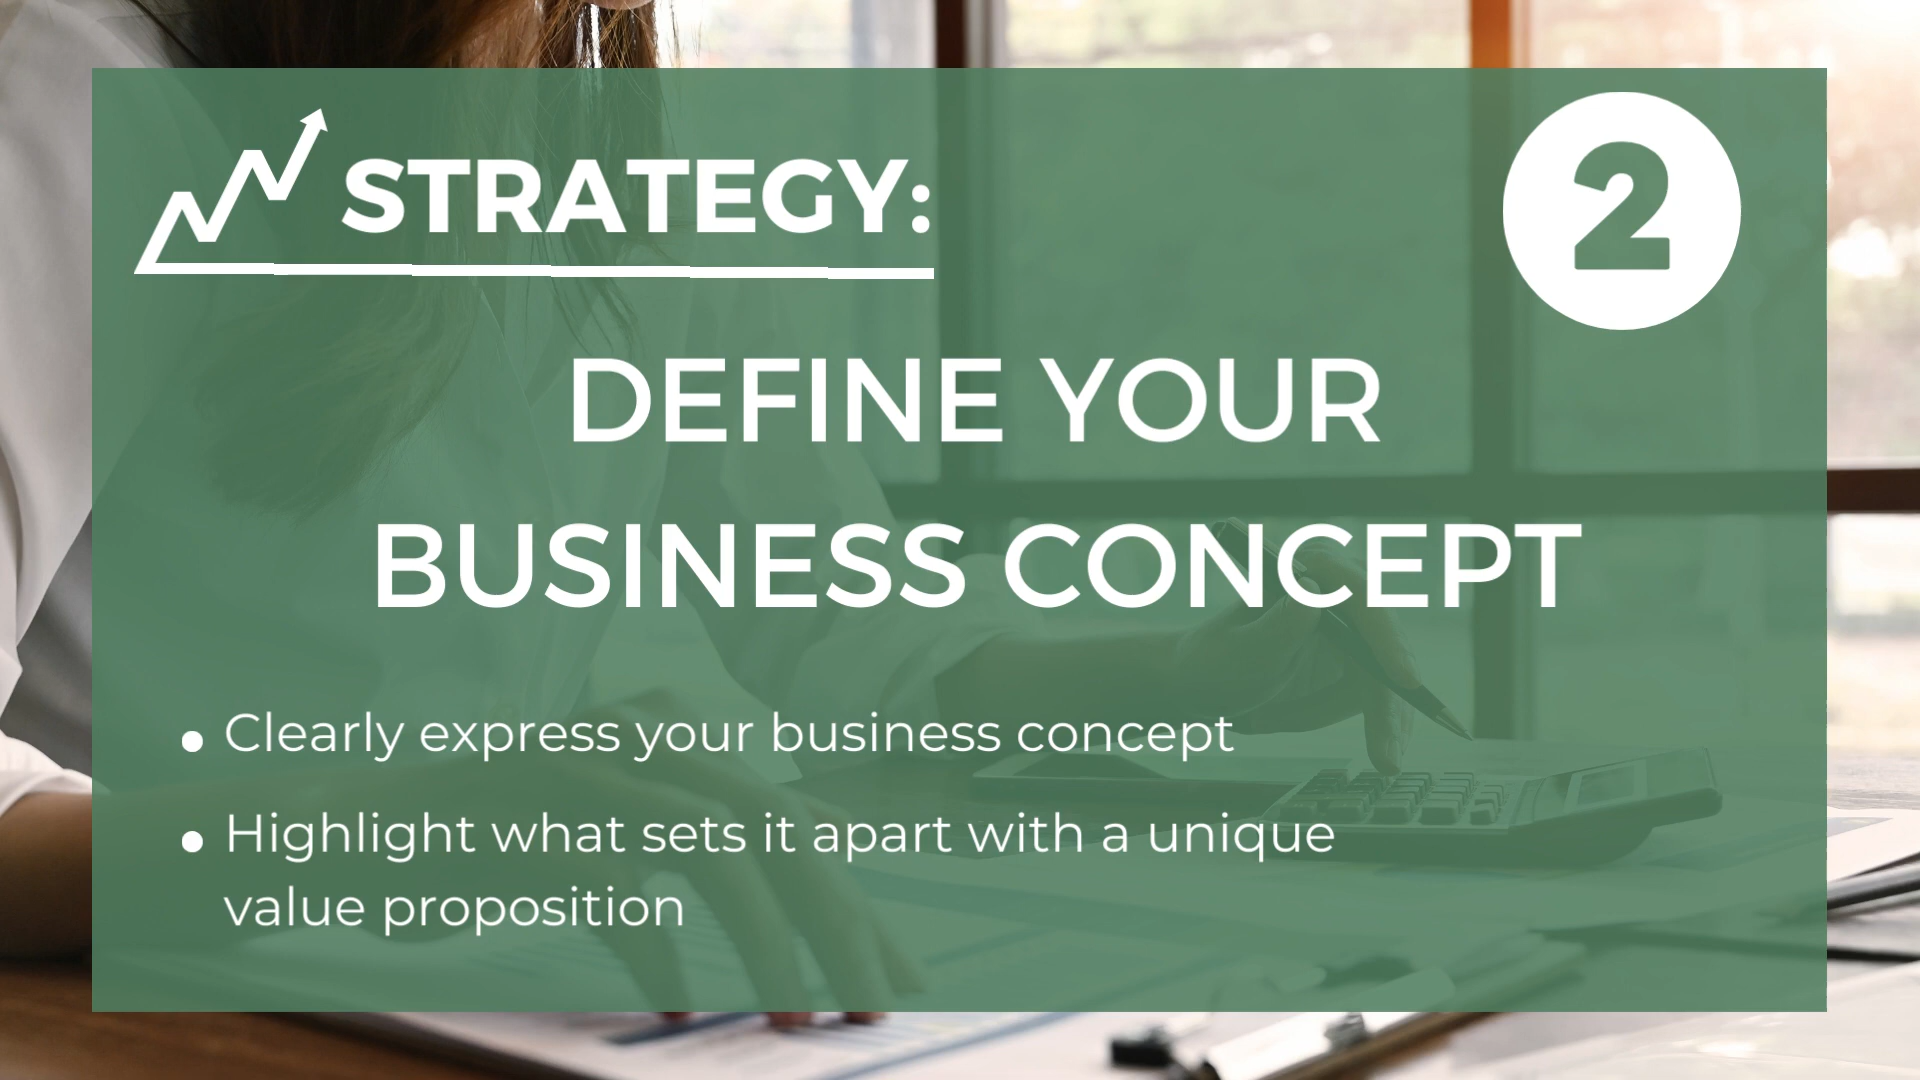 STRATEGY:
2
DEFINE YOUR
BUSINESS CONCEPT
• Clearly express your business concept
• Highlight what sets it apart with a unique
value proposition